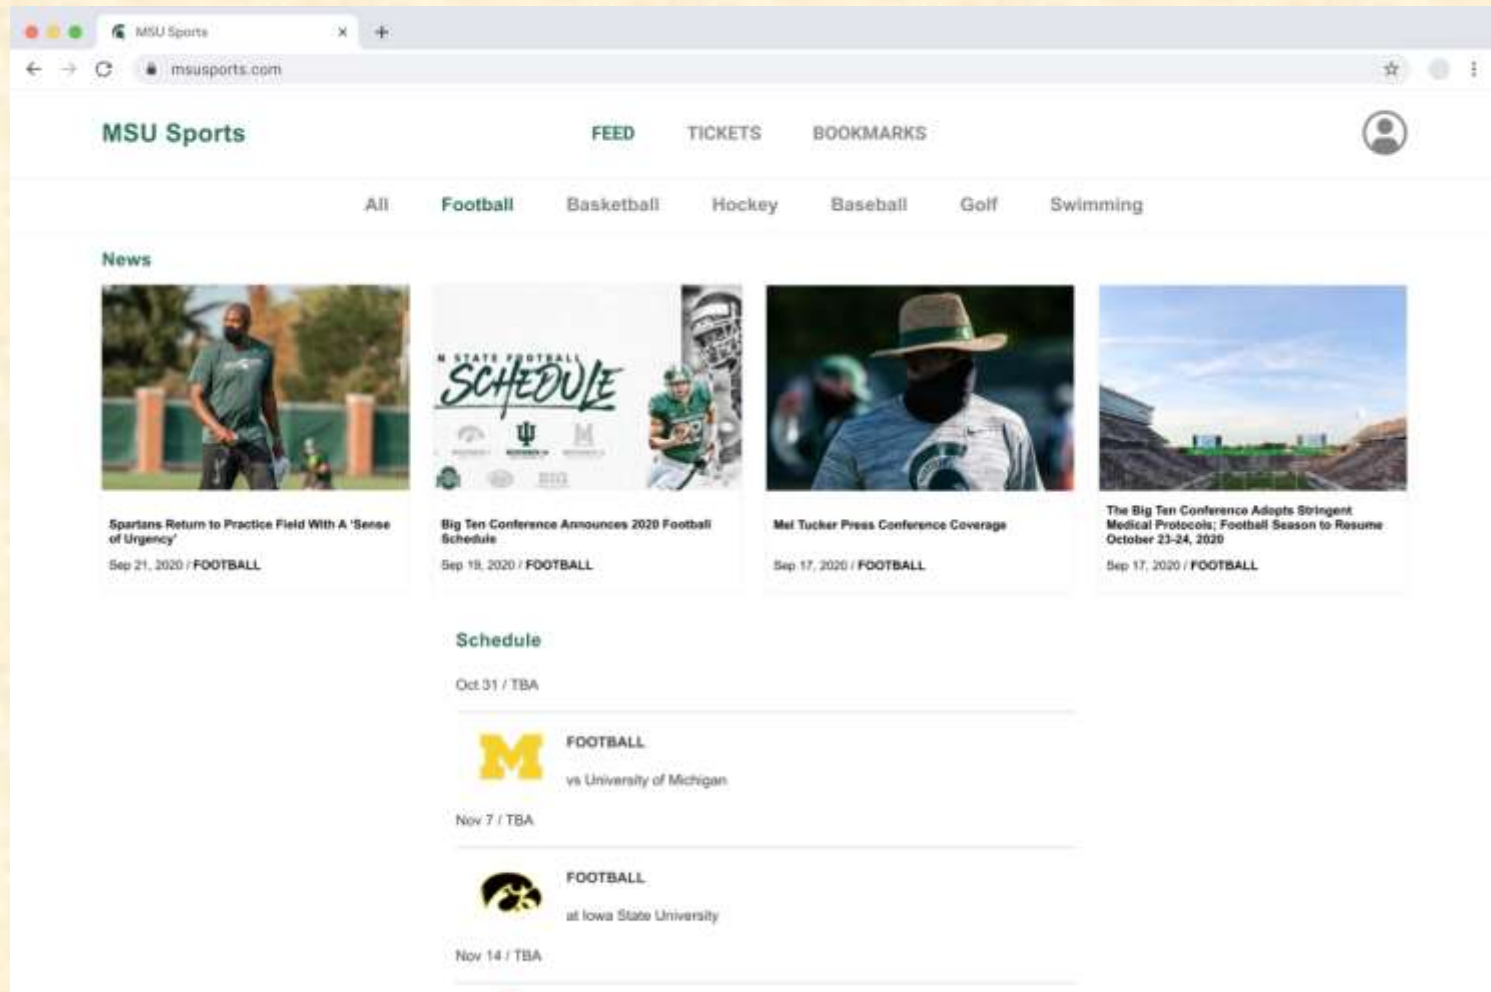 MSU Sports
msusports.com
MSU Sports
FEED TICKETS BOOKMARKS
All Football Basketball Hockey Baseball Golf Swimming
News
N STATE FOOTBALL
SCHEDULE
BIG
Spartans Return to Practice Field With A 'Sense
of Urgency'
Sep 21, 2020 / FOOTBALL
Big Ten Conference Announces 2020 Football
Schedule
Sep 19, 2020 / FOOTBALL
Mel Tucker Press Conference Coverage
Sep 17, 2020 / FOOTBALL
The Big Ten Conference Adopts Stringent
Medical Protocols; Football Season to Resume
October 23-24, 2020
Sep 17, 2020 / FOOTBALL
Schedule
Oct 31 / TBA
M
FOOTBALL
vs University of Michigan
Nov 7 / TBA
FOOTBALL
at Iowa State University
Nov 14 / TBA